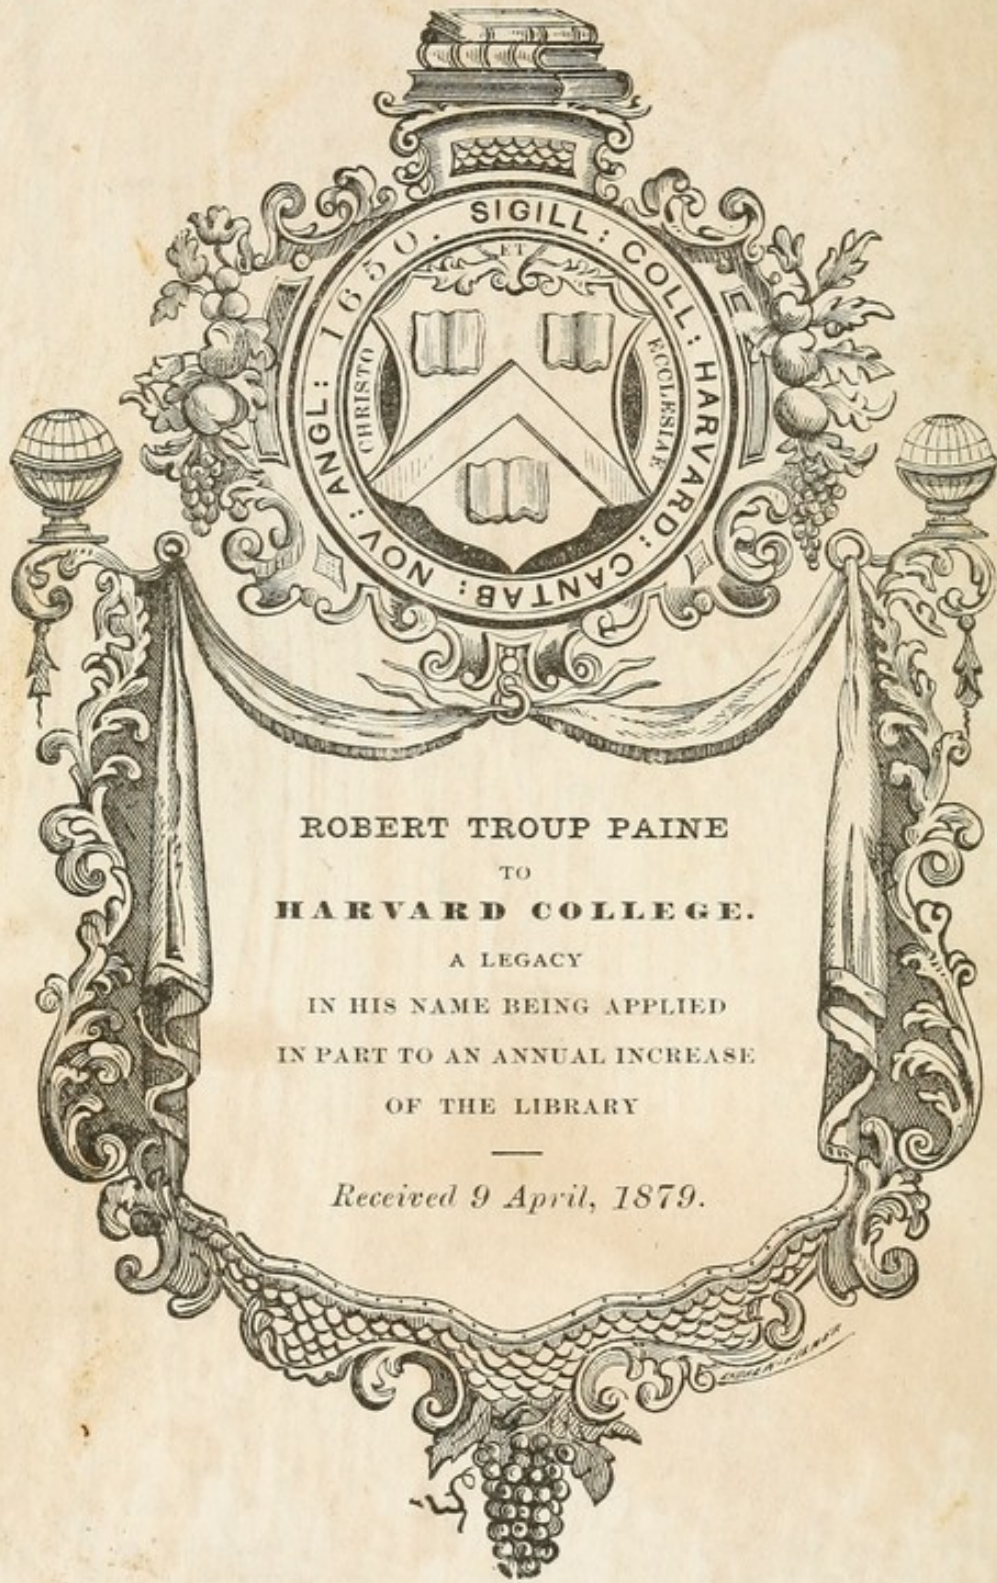 SIGILL: COLL: HARVARD: CANTAB: NOV: ANGL: 1650.
ET
CHRISTO
ECCLESIAE
ROBERT TROUP PAINE
TO
HARVARD COLLEGE.
A LEGACY
IN HIS NAME BEING APPLIED
IN PART TO AN ANNUAL INCREASE
OF THE LIBRARY
Received 9 April, 1879.